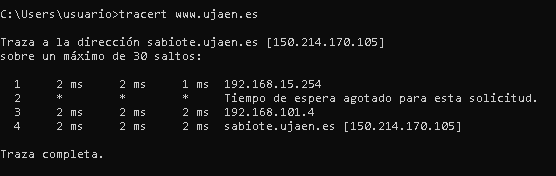 C:\Users\usuario>tracert www.ujaen.es
Traza a la dirección sabiote.ujaen.es [150.214.170.105]
sobre un máximo de 30 saltos:
1 2 ms 2 ms 1 ms 192.168.15.254
2 * * * Tiempo de espera agotado para esta solicitud.
3 2 ms 2 ms 2 ms 192.168.101.4
4 2 ms 2 ms 2 ms sabiote.ujaen.es [150.214.170.105]
Traza completa.